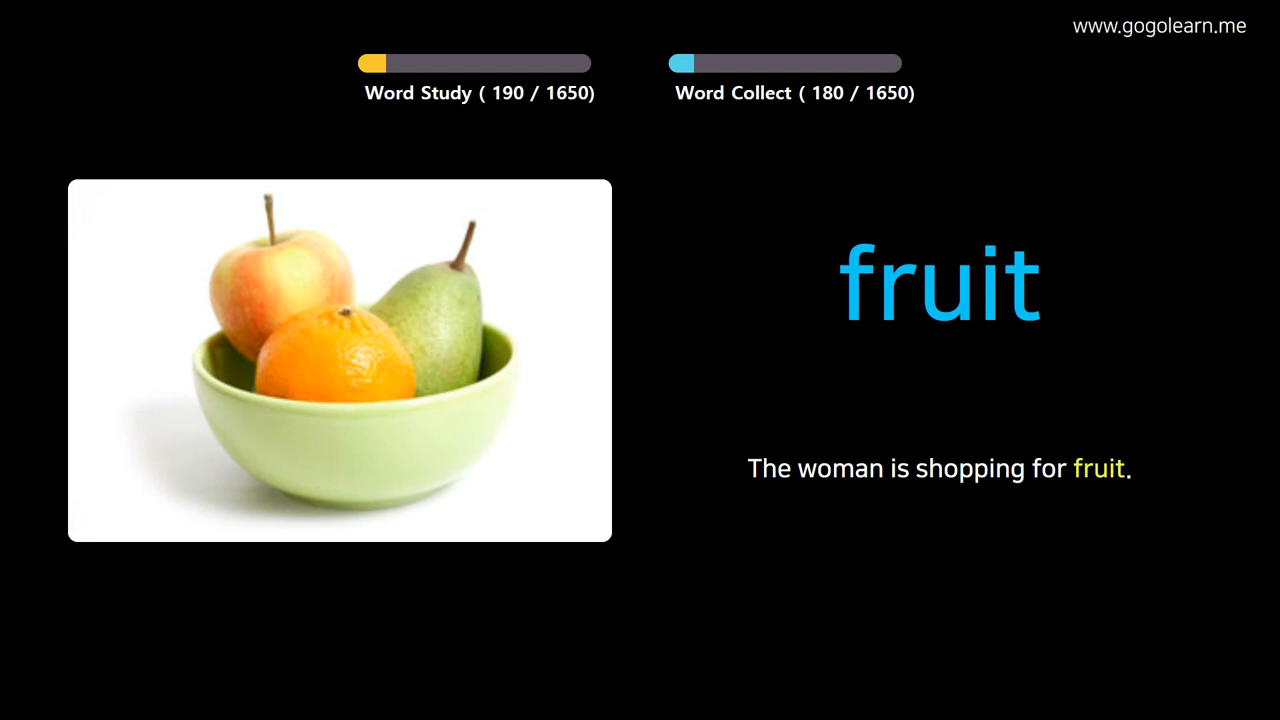 www.gogolearn.me
Word Study ( 190 / 1650)
Word Collect ( 180 / 1650)
fruit
The woman is shopping for fruit.